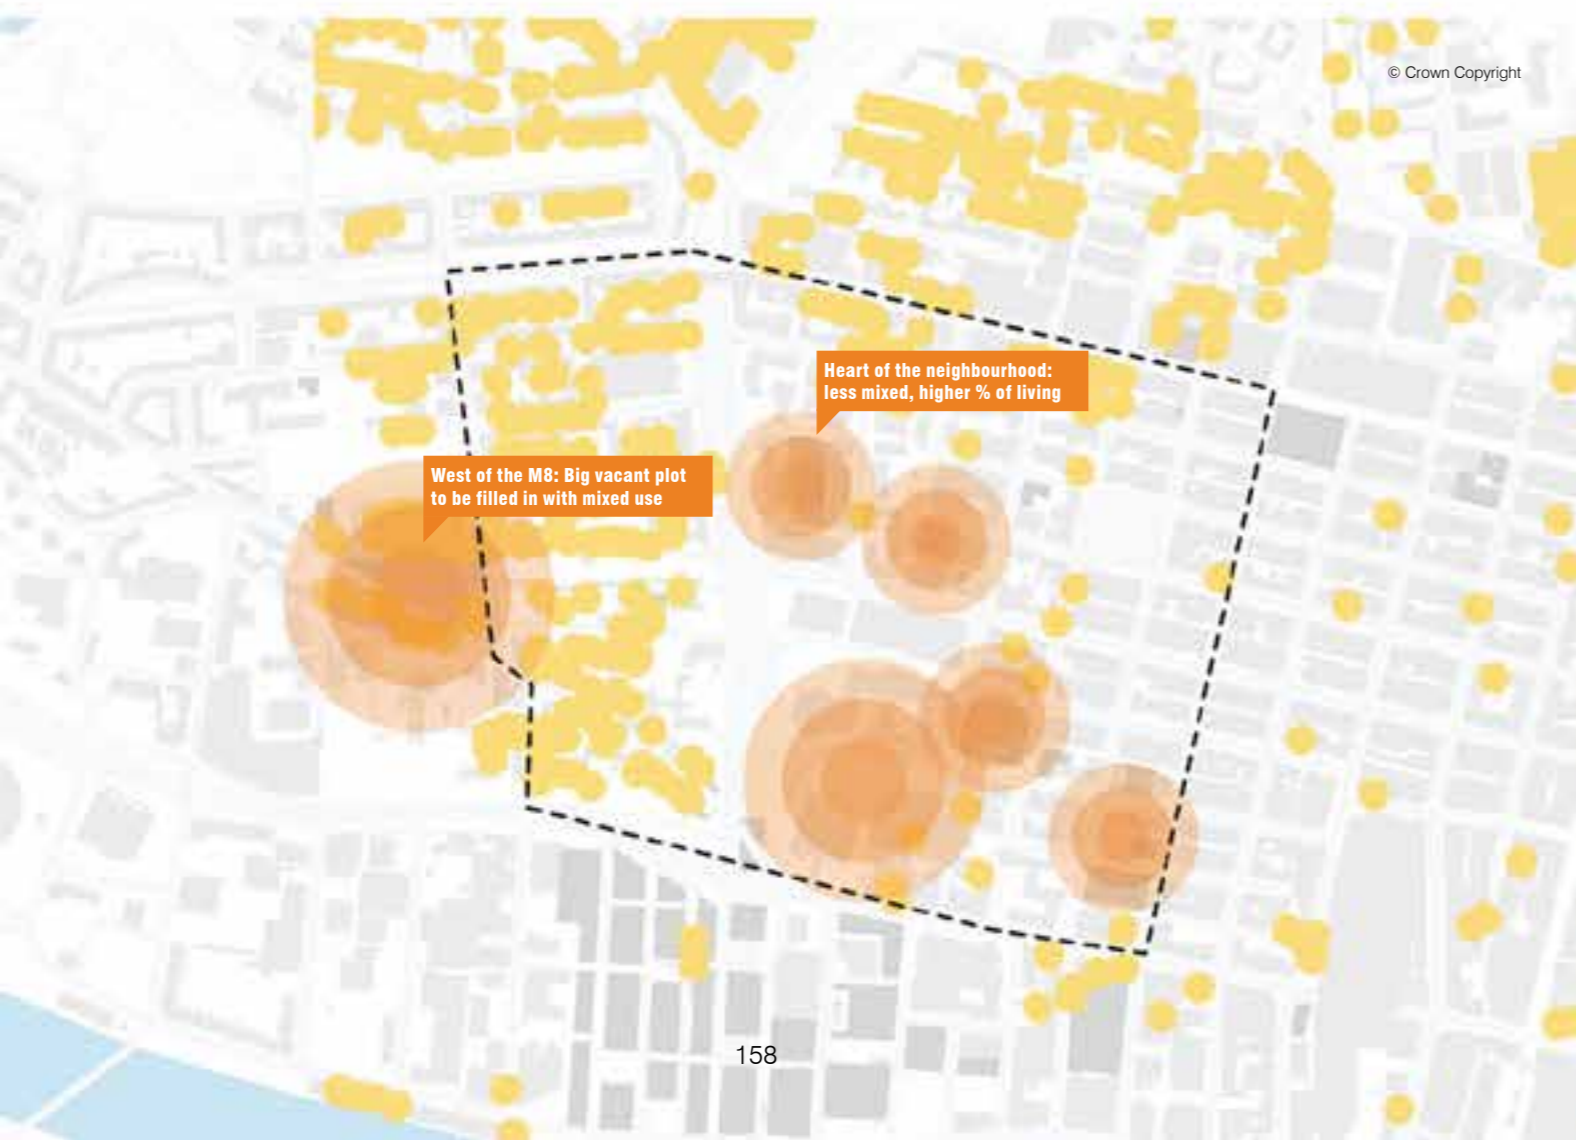 © Crown Copyright
Heart of the neighbourhood:
less mixed, higher % of living
West of the M8: Big vacant plot
to be filled in with mixed use
158